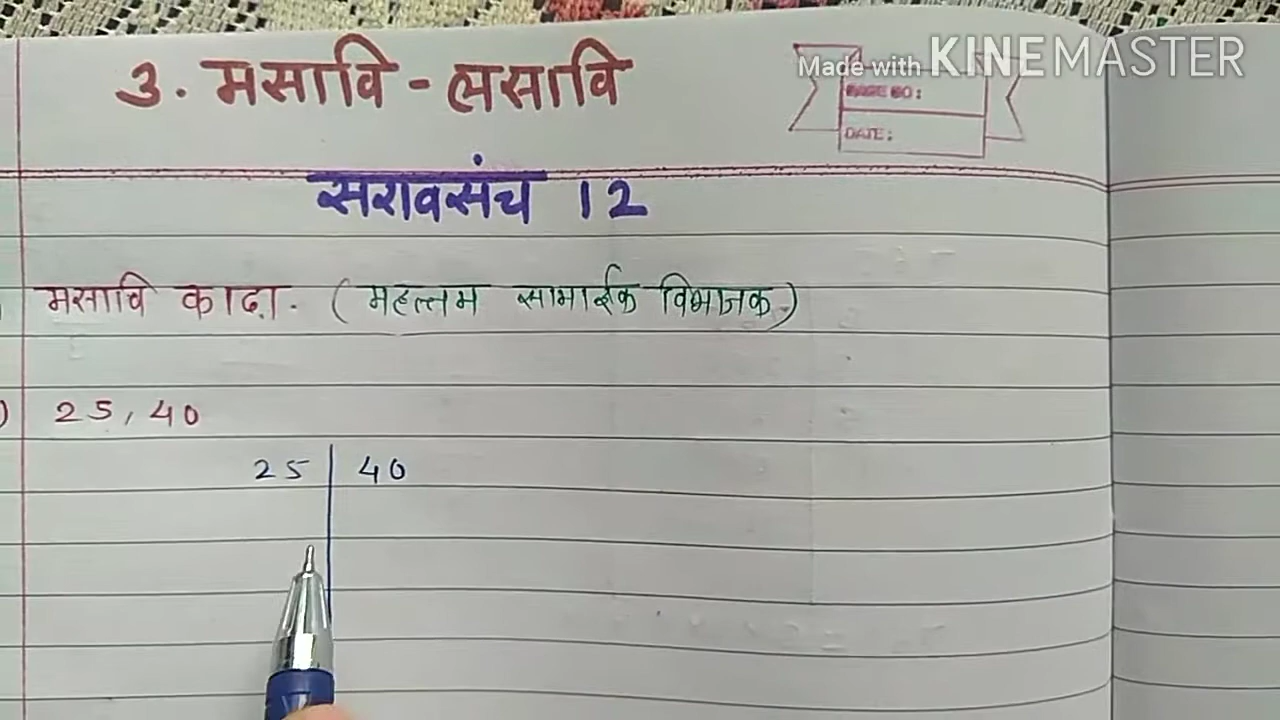 Made with KINEMASTER
3. मसावि - लसावि
PAGE NO:
DATE:
सरावसंच 12
मसावि काढा. (महत्तम सामाईक विभाजक)
25, 40
25 | 40